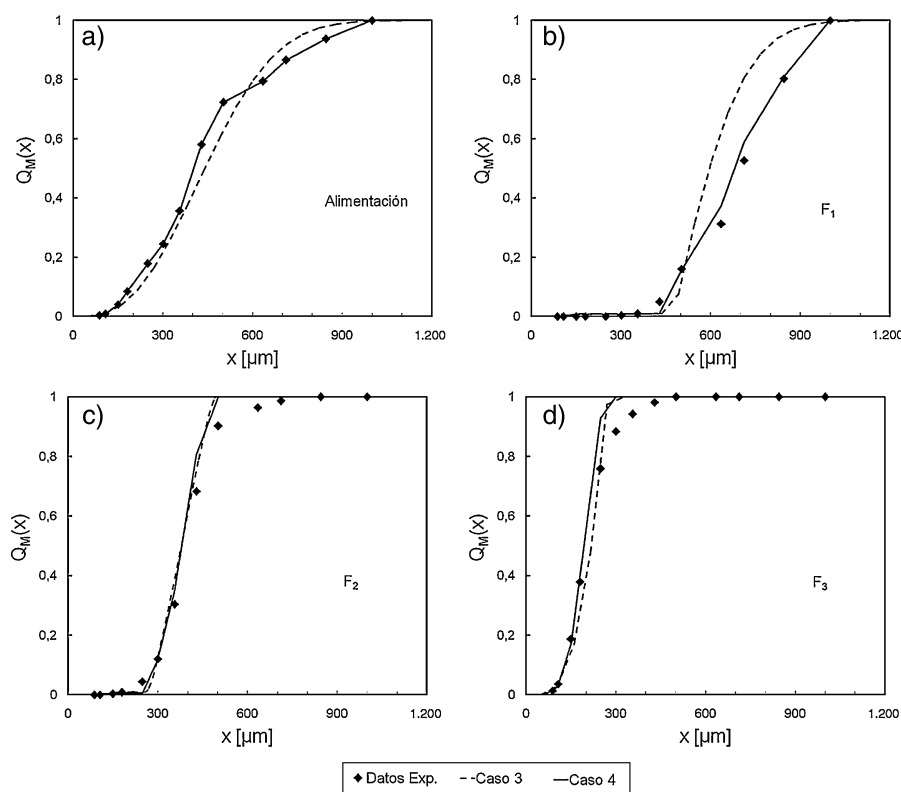 a)
1
0,8
0,6
0,4
0,2
0
Q_M(x)
Alimentación
0 300 600 900 1.200
x [µm]
b)
1
0,8
0,6
0,4
0,2
0
Q_M(x)
F₁
0 300 600 900 1.200
x [µm]
c)
1
0,8
0,6
0,4
0,2
0
Q_M(x)
F₂
0 300 600 900 1.200
x [µm]
d)
1
0,8
0,6
0,4
0,2
0
Q_M(x)
F₃
0 300 600 900 1.200
x [µm]
Datos Exp. Caso 3 Caso 4